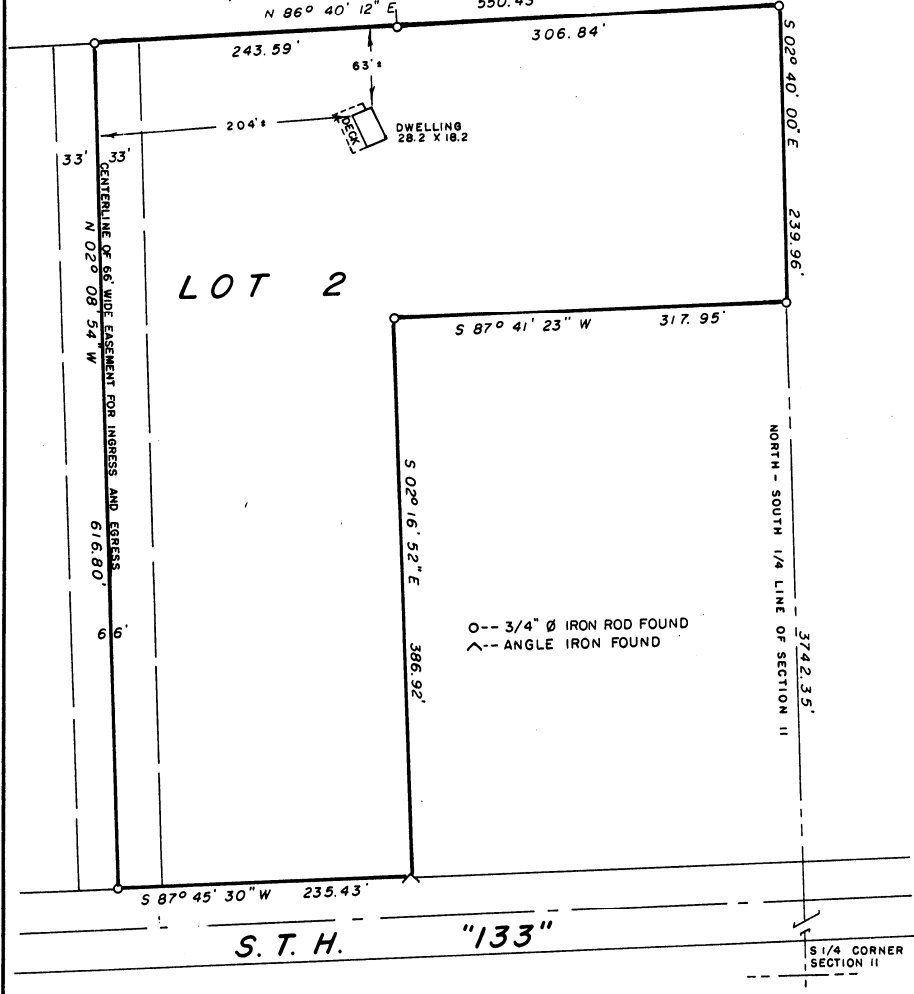 N 86° 40' 12" E
550.43'
243.59'
306.84'
63'±
204'±
DECK
DWELLING
28.2 X 18.2
S 02° 40' 00" E
239.96'
33'
33'
CENTERLINE OF 66' WIDE EASEMENT FOR INGRESS AND EGRESS
N 02° 08' 54" W
616.80'
66'
LOT 2
S 87° 41' 23" W
317.95'
S 02° 16' 52" E
386.92'
NORTH - SOUTH 1/4 LINE OF SECTION 11
3742.35'
O-- 3/4" Ø IRON ROD FOUND
^-- ANGLE IRON FOUND
S 87° 45' 30" W
235.43'
S. T. H. "133"
S 1/4 CORNER
SECTION 11